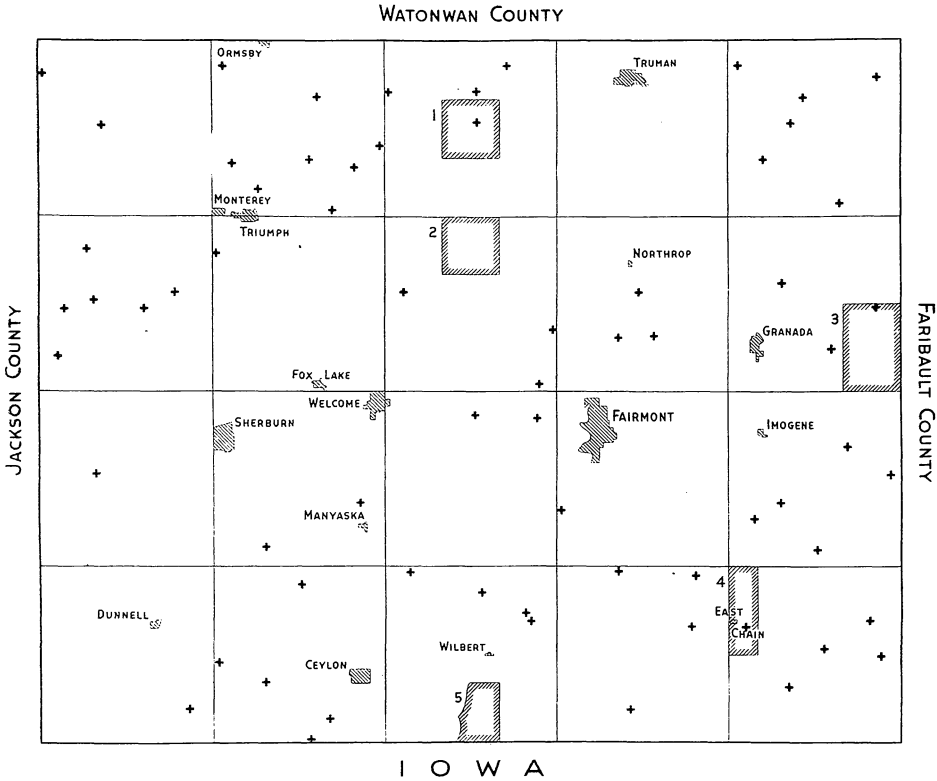 WATONWAN COUNTY
ORMSBY
TRUMAN
1
MONTEREY
TRIUMPH
2
NORTHROP
3
GRANADA
JACKSON COUNTY
FARIBAULT COUNTY
FOX LAKE
WELCOME
SHERBURN
FAIRMONT
IMOGENE
MANYASKA
4
EAST
CHAIN
DUNNELL
WILBERT
CEYLON
5
IOWA